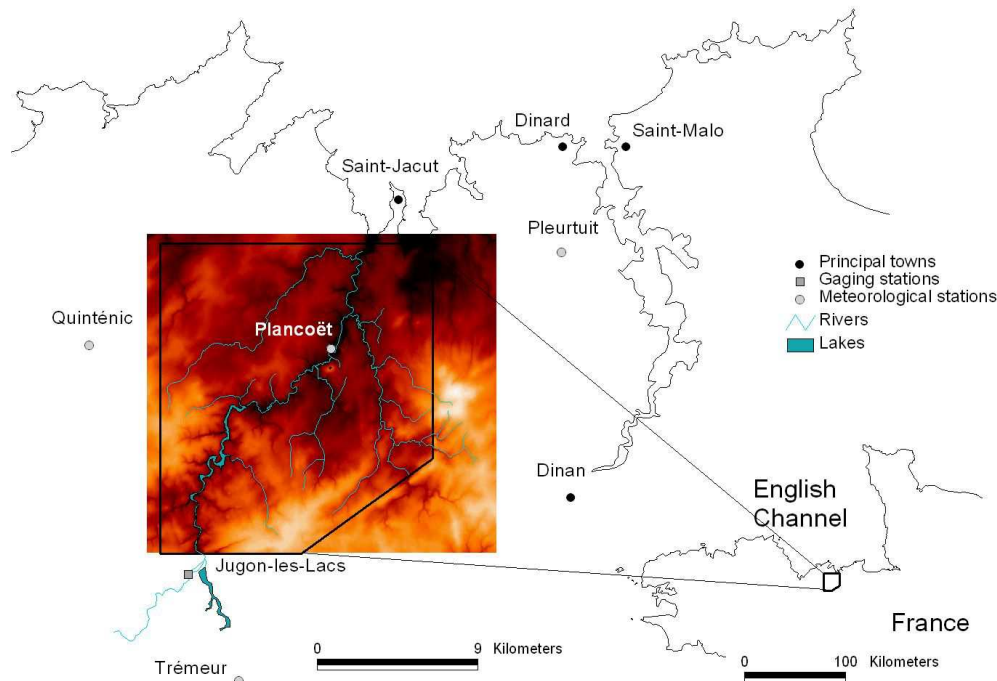 Dinard
Saint-Malo
Saint-Jacut
Pleurtuit
Principal towns
Gaging stations
Meteorological stations
Rivers
Lakes
Quinténic
Plancoët
Dinan
English
Channel
Jugon-les-Lacs
France
Trémeur
0 9 Kilometers
0 100 Kilometers